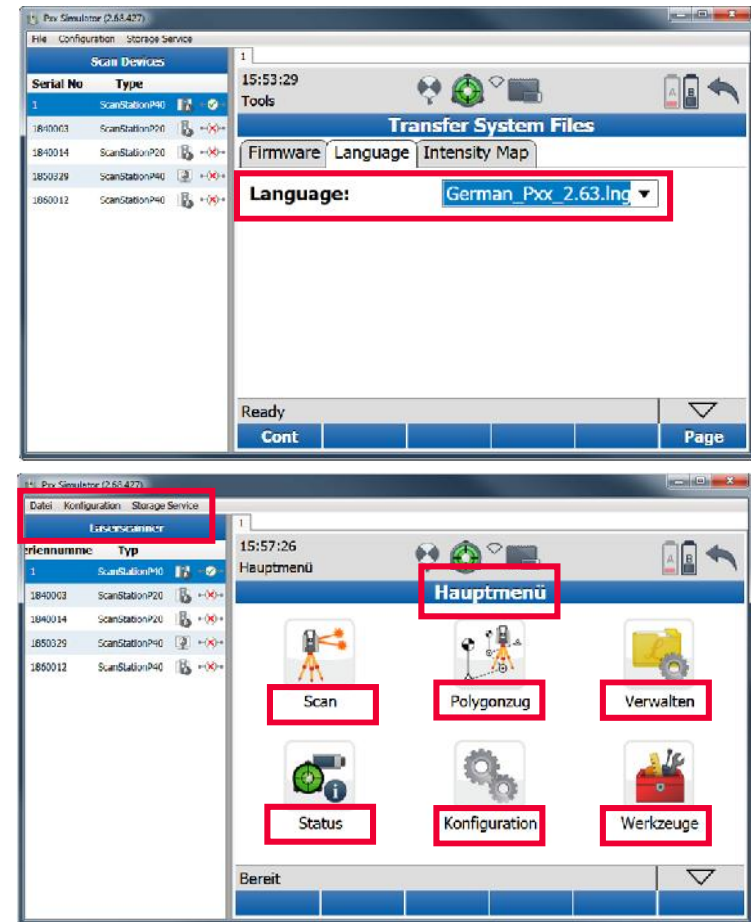 Pxx Simulator (2.68.427)
File Configuration Storage Service
Scan Devices
Serial No Type
1 ScanStationP40
1840003 ScanStationP20
1840014 ScanStationP20
1850329 ScanStationP40
1860012 ScanStationP40
1
15:53:29
Tools
A B
Transfer System Files
Firmware Language Intensity Map
Language: German_Pxx_2.63.lng
Ready
Cont Page
Pxx Simulator (2.68.427)
Datei Konfiguration Storage Service
Laserscanner
eriennumme Typ
1 ScanStationP40
1840003 ScanStationP20
1840014 ScanStationP20
1850329 ScanStationP40
1860012 ScanStationP40
1
15:57:26
Hauptmenü
A B
Hauptmenü
Scan Polygonzug Verwalten
Status Konfiguration Werkzeuge
Bereit